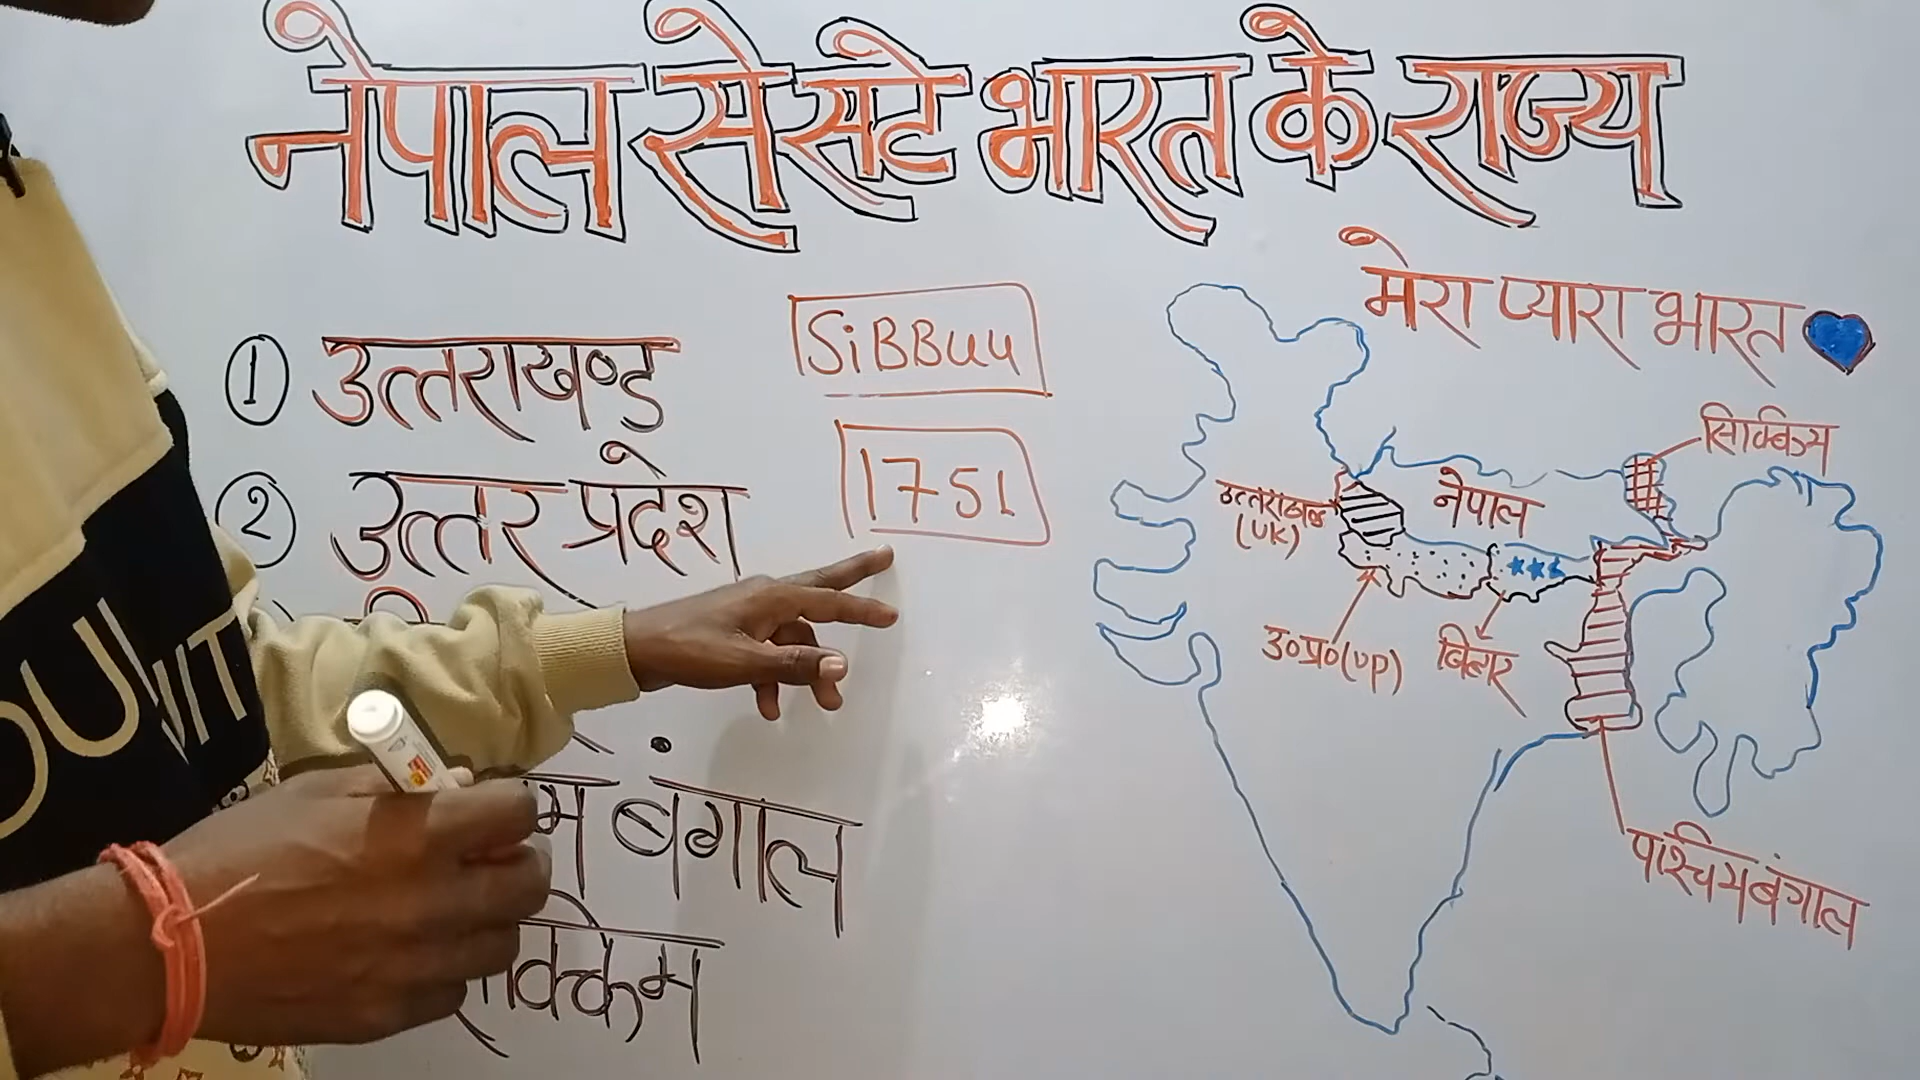 नेपाल से सटे भारत के राज्य
मेरा प्यारा भारत
① उत्तराखण्ड
SiBBuu
② उत्तर प्रदेश
1751
बंगाल
सिक्किम
उत्तराखण्ड
(UK)
नेपाल
उ०प्र०(UP)
बिहार
पश्चिम बंगाल